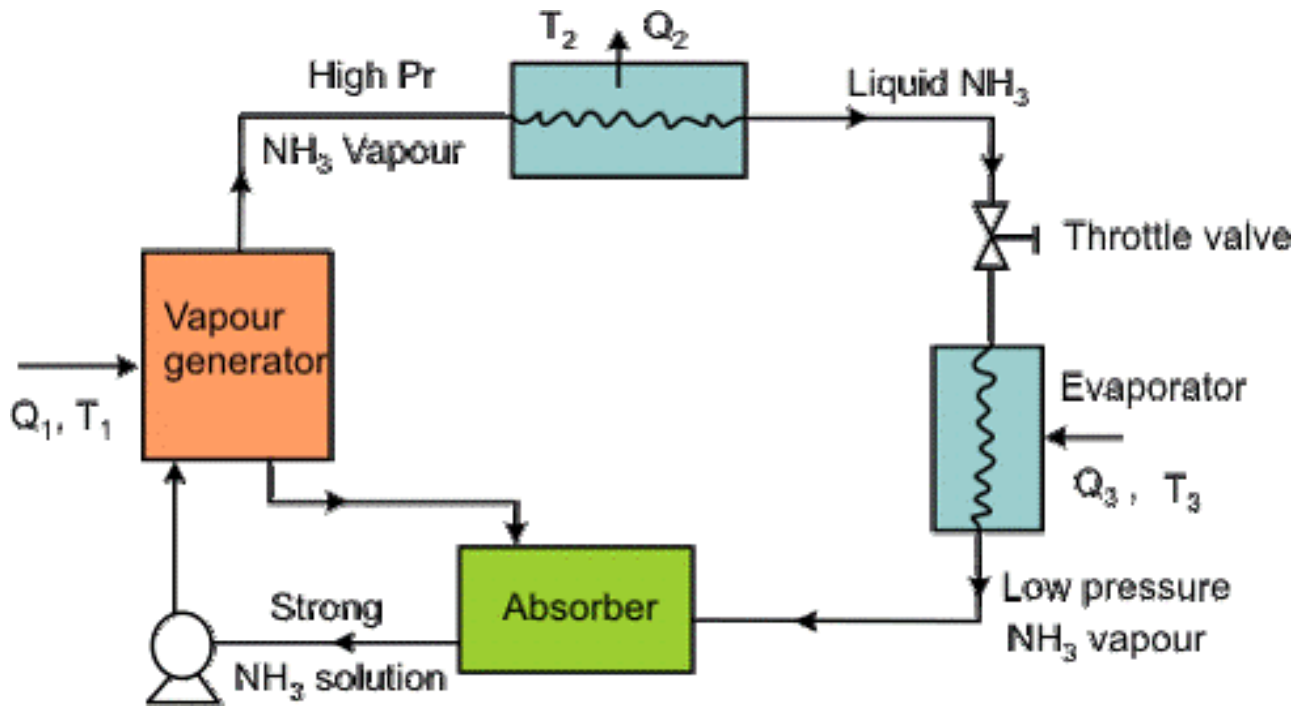 T₂ Q₂
High Pr
NH₃ Vapour
Liquid NH₃
Throttle valve
Vapour
generator
Q₁, T₁
Evaporator
Q₃ , T₃
Absorber
Low pressure
NH₃ vapour
Strong
NH₃ solution